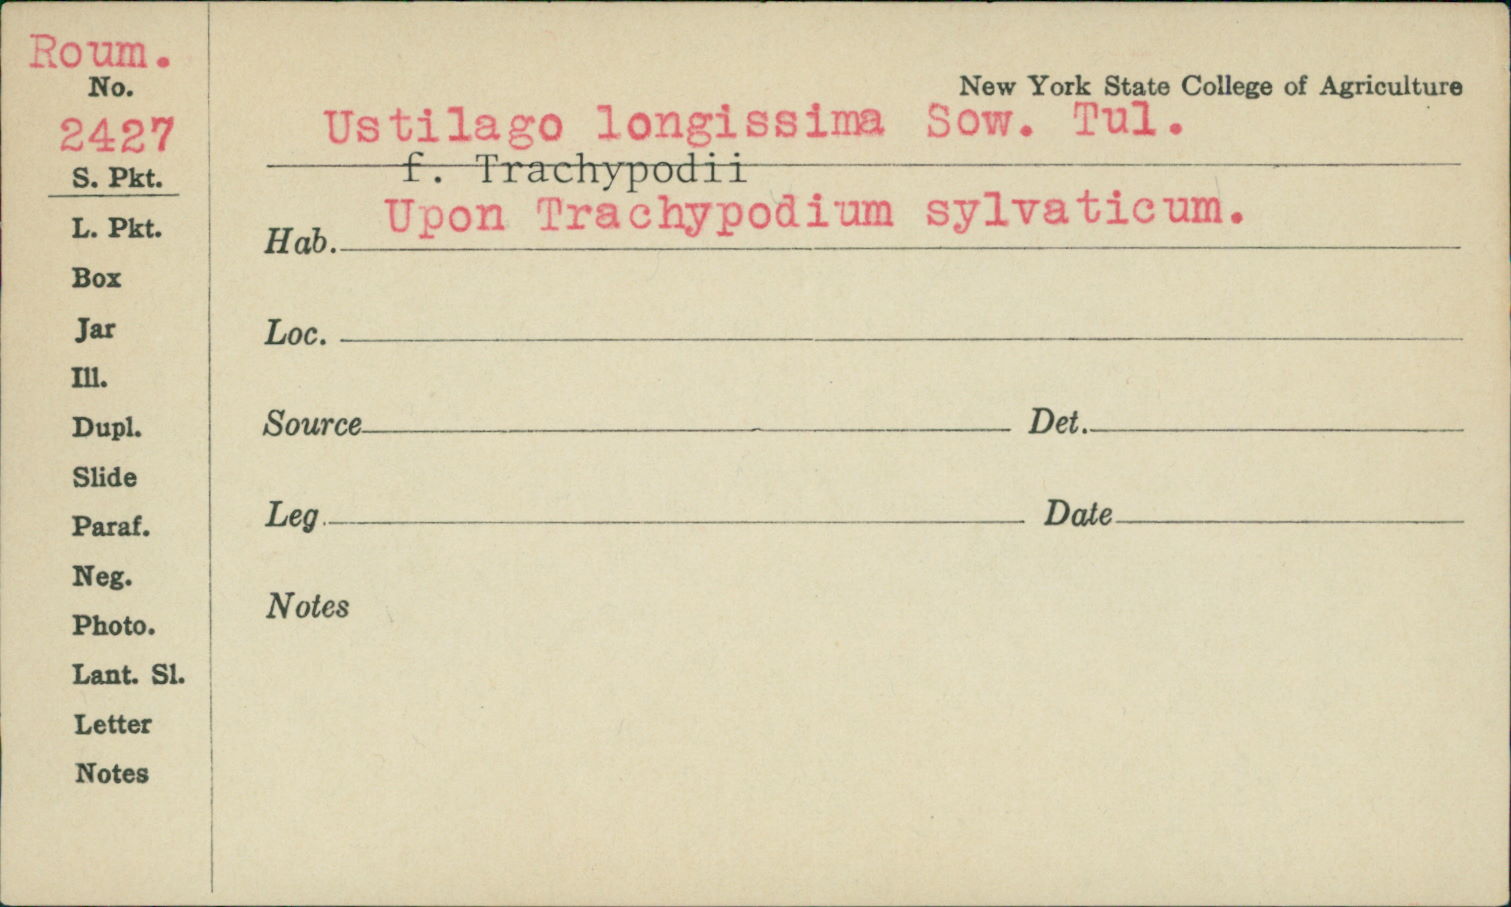 Roum.
No.
2427
S. Pkt.
L. Pkt.
Box
Jar
Ill.
Dupl.
Slide
Paraf.
Neg.
Photo.
Lant. Sl.
Letter
Notes
New York State College of Agriculture
Ustilago longissima Sow. Tul.
f. Trachypodii
Hab. Upon Trachypodium sylvaticum.
Loc.
Source Det.
Leg. Date
Notes